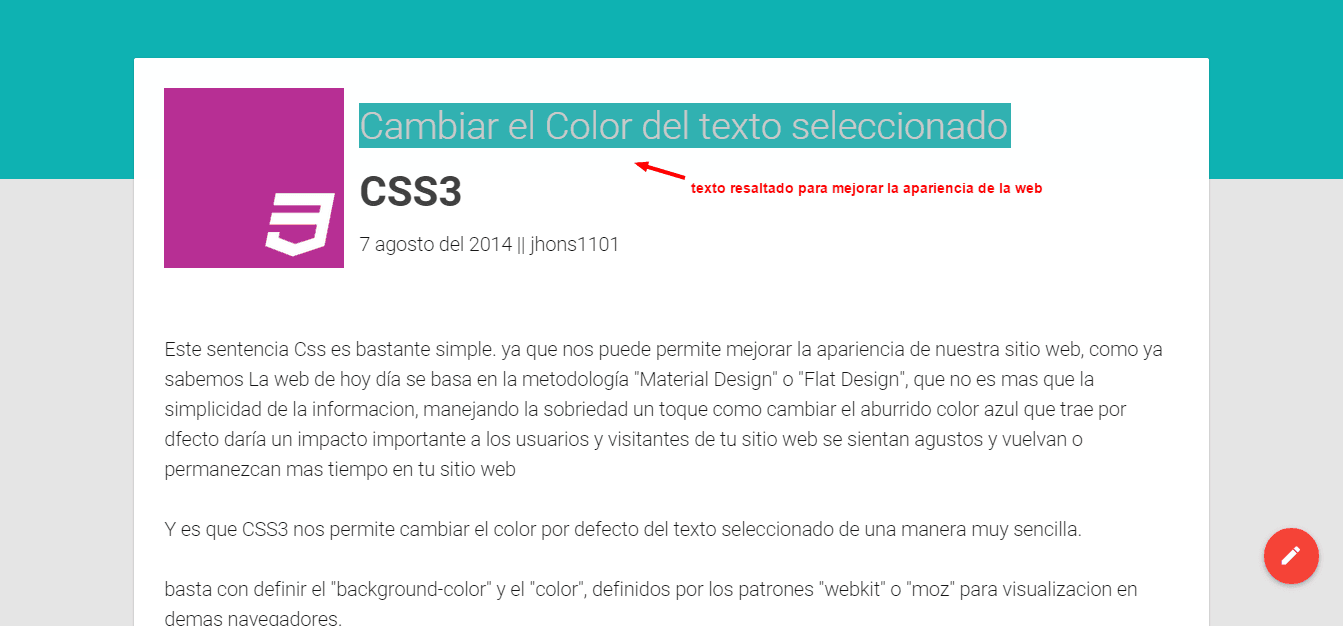 Cambiar el Color del texto seleccionado
CSS3
texto resaltado para mejorar la apariencia de la web
7 agosto del 2014 || jhons1101
Este sentencia Css es bastante simple. ya que nos puede permite mejorar la apariencia de nuestra sitio web, como ya
sabemos La web de hoy día se basa en la metodología "Material Design" o "Flat Design", que no es mas que la
simplicidad de la informacion, manejando la sobriedad un toque como cambiar el aburrido color azul que trae por
dfecto daría un impacto importante a los usuarios y visitantes de tu sitio web se sientan agustos y vuelvan o
permanezcan mas tiempo en tu sitio web
Y es que CSS3 nos permite cambiar el color por defecto del texto seleccionado de una manera muy sencilla.
basta con definir el "background-color" y el "color", definidos por los patrones "webkit" o "moz" para visualizacion en
demas navegadores.